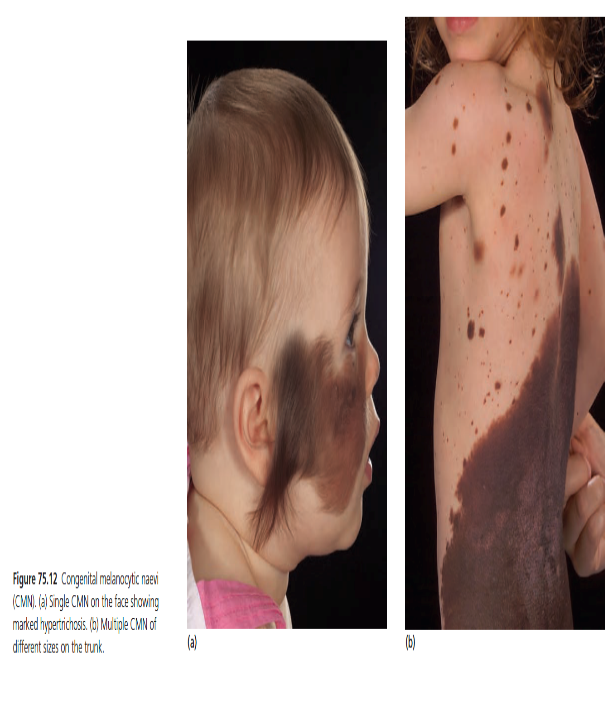 Figure 75.12 Congenital melanocytic naevi
(CMN). (a) Single CMN on the face showing
marked hypertrichosis. (b) Multiple CMN of
different sizes on the trunk.
(a)
(b)